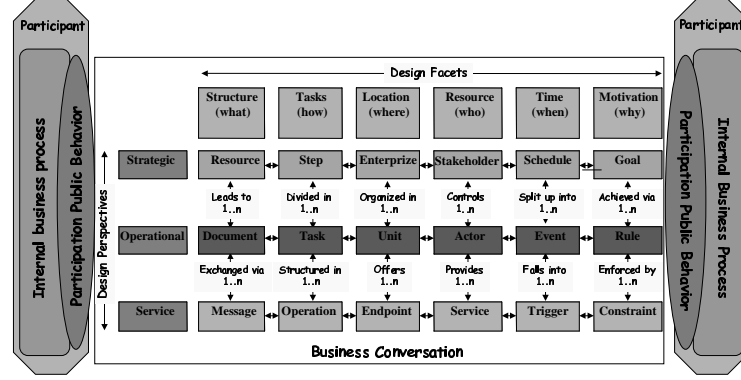 Participant
Participant
Internal business process
Participation Public Behavior
Design Facets
Structure
(what)
Tasks
(how)
Location
(where)
Resource
(who)
Time
(when)
Motivation
(why)
Design Perspectives
Strategic
Resource
Step
Enterprize
Stakeholder
Schedule
Goal
Leads to
1..n
Divided in
1..n
Organized in
1..n
Controls
1..n
Split up into
1..n
Achieved via
1..n
Operational
Document
Task
Unit
Actor
Event
Rule
Exchanged via
1..n
Structured in
1..n
Offers
1..n
Provides
1..n
Falls into
1..n
Enforced by
1..n
Service
Message
Operation
Endpoint
Service
Trigger
Constraint
Business Conversation
Participation Public Behavior
Internal Business Process